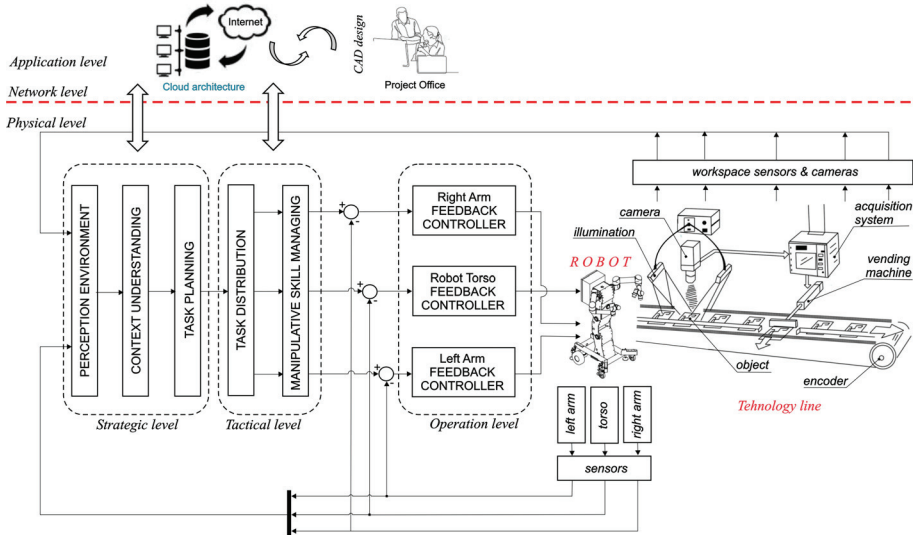 Internet
CAD design
Application level
Cloud architecture
Project Office
Network level
Physical level
workspace sensors & cameras
camera
acquisition
system
illumination
vending
machine
ROBOT
PERCEPTION ENVIRONMENT
CONTEXT UNDERSTANDING
TASK PLANNING
TASK DISTRIBUTION
MANIPULATIVE SKILL MANAGING
+
-
Right Arm
FEEDBACK
CONTROLLER
+
-
Robot Torso
FEEDBACK
CONTROLLER
+
-
Left Arm
FEEDBACK
CONTROLLER
object
encoder
Tehnology line
Strategic level
Tactical level
Operation level
left arm
torso
right arm
sensors